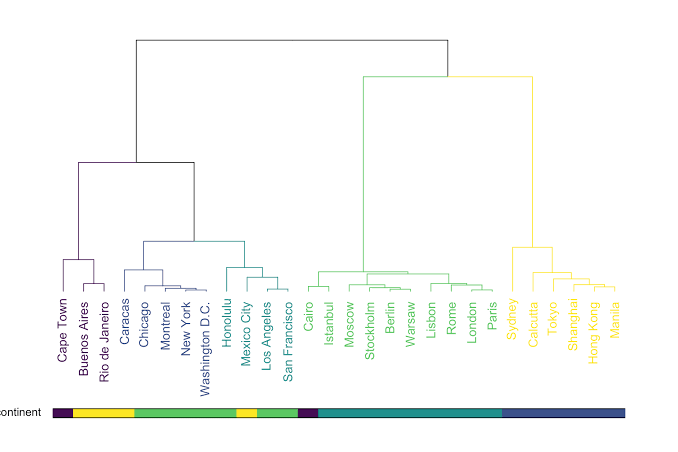 Cape Town
Buenos Aires
Rio de Janeiro
Caracas
Chicago
Montreal
New York
Washington D.C.
Honolulu
Mexico City
Los Angeles
San Francisco
Cairo
Istanbul
Moscow
Stockholm
Berlin
Warsaw
Lisbon
Rome
London
Paris
Sydney
Calcutta
Tokyo
Shanghai
Hong Kong
Manila
continent